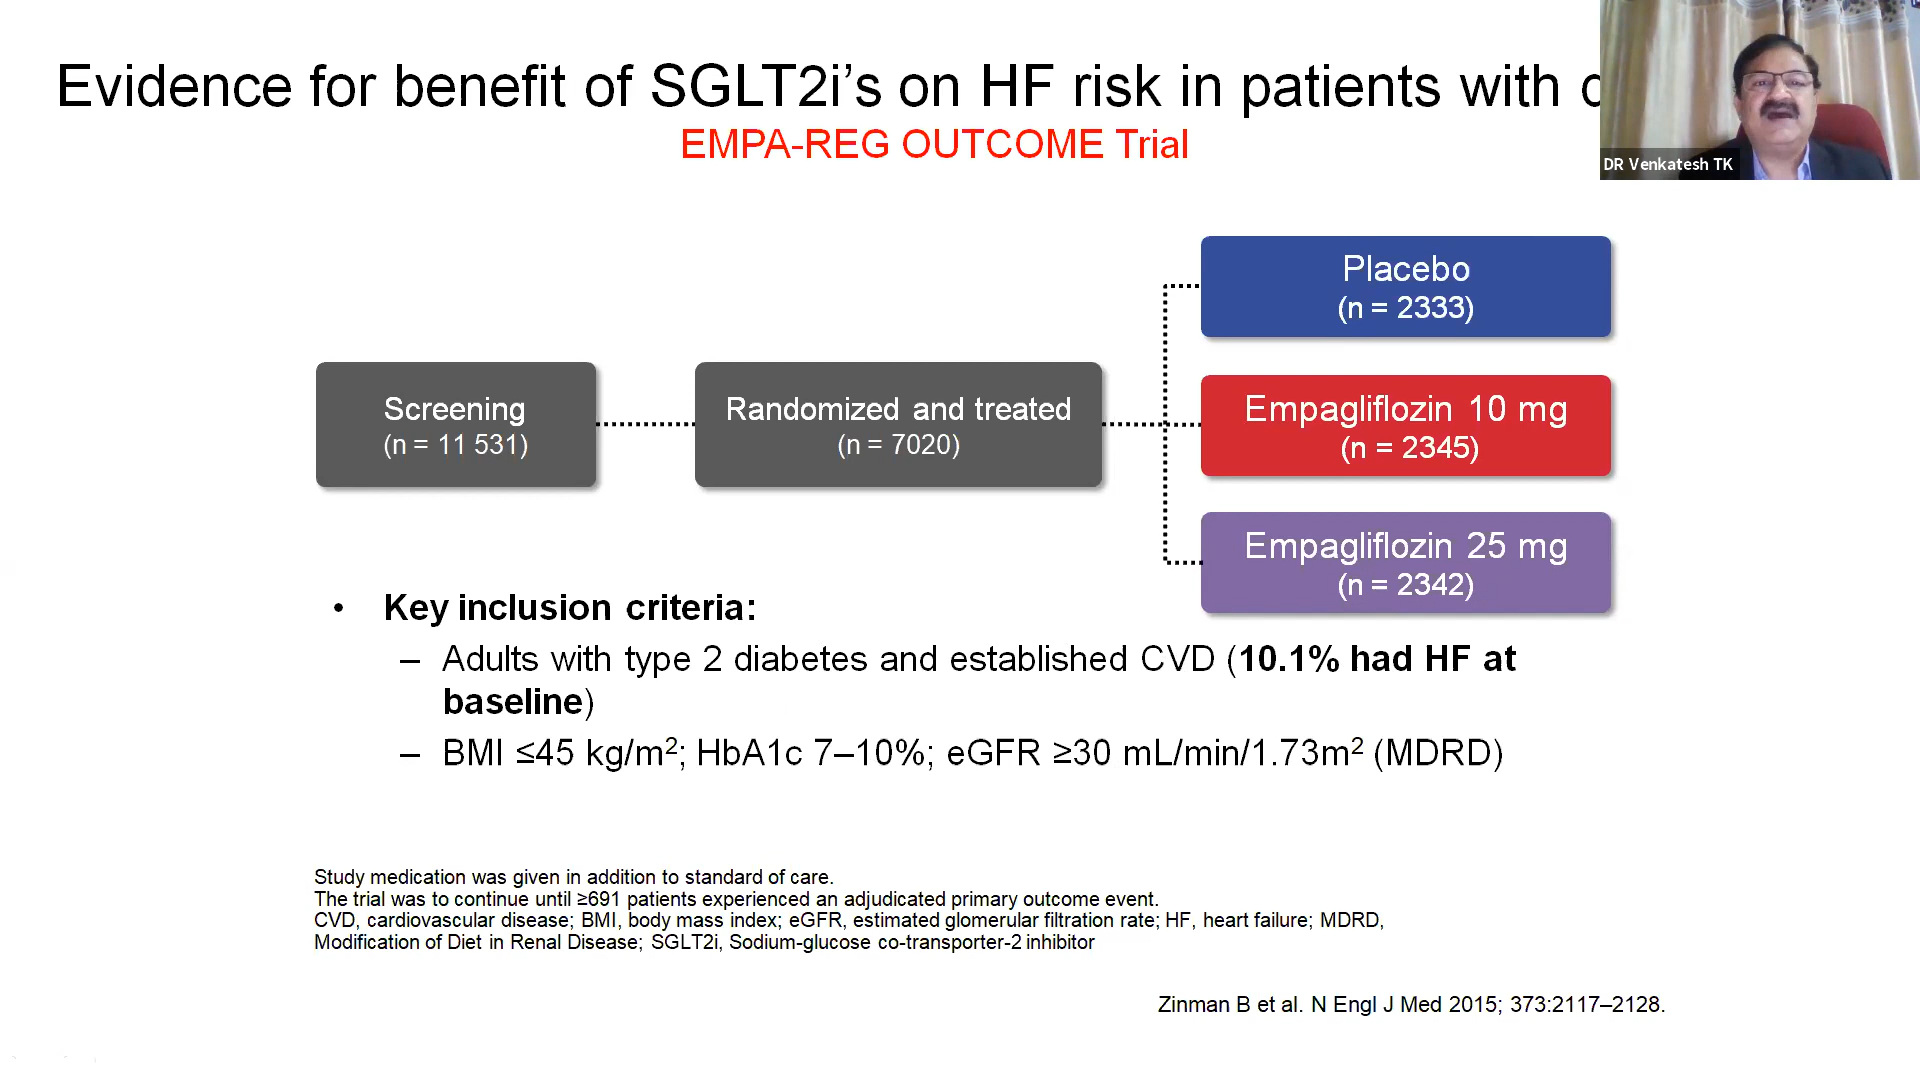 Evidence for benefit of SGLT2i’s on HF risk in patients with
EMPA-REG OUTCOME Trial
DR Venkatesh TK
Placebo
(n = 2333)
Screening
(n = 11 531)
Randomized and treated
(n = 7020)
Empagliflozin 10 mg
(n = 2345)
Empagliflozin 25 mg
(n = 2342)
• Key inclusion criteria:
– Adults with type 2 diabetes and established CVD (10.1% had HF at
baseline)
– BMI ≤45 kg/m²; HbA1c 7–10%; eGFR ≥30 mL/min/1.73m² (MDRD)
Study medication was given in addition to standard of care.
The trial was to continue until ≥691 patients experienced an adjudicated primary outcome event.
CVD, cardiovascular disease; BMI, body mass index; eGFR, estimated glomerular filtration rate; HF, heart failure; MDRD,
Modification of Diet in Renal Disease; SGLT2i, Sodium-glucose co-transporter-2 inhibitor
Zinman B et al. N Engl J Med 2015; 373:2117–2128.